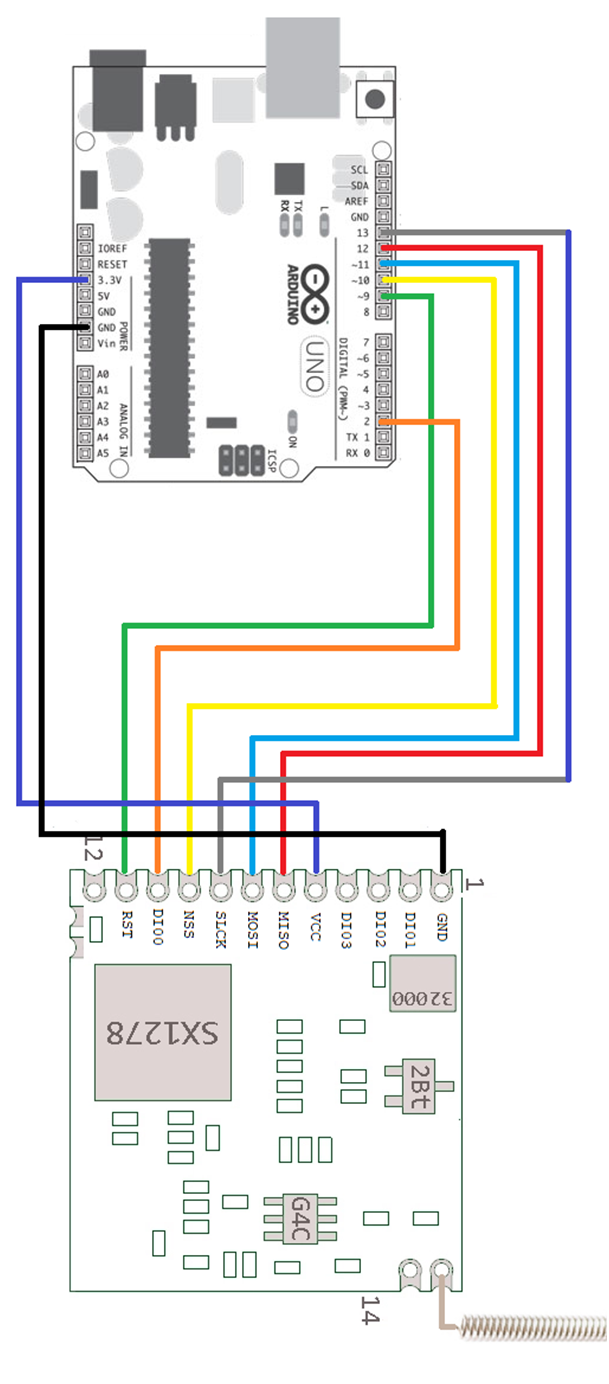 SCL
SDA
AREF
GND
13
12
~11
~10
~9
8
7
~6
~5
4
~3
2
TX 1
RX 0
DIGITAL (PWM~)
RX
TX
L
ARDUINO
UNO
ON
ICSP
IOREF
RESET
3.3V
5V
GND
GND
Vin
POWER
A0
A1
A2
A3
A4
A5
ANALOG IN
12
1
RST
DIO0
NSS
SLCK
MOSI
MISO
VCC
DIO3
DIO2
DIO1
GND
SX1278
32000
2Bt
G4C
14